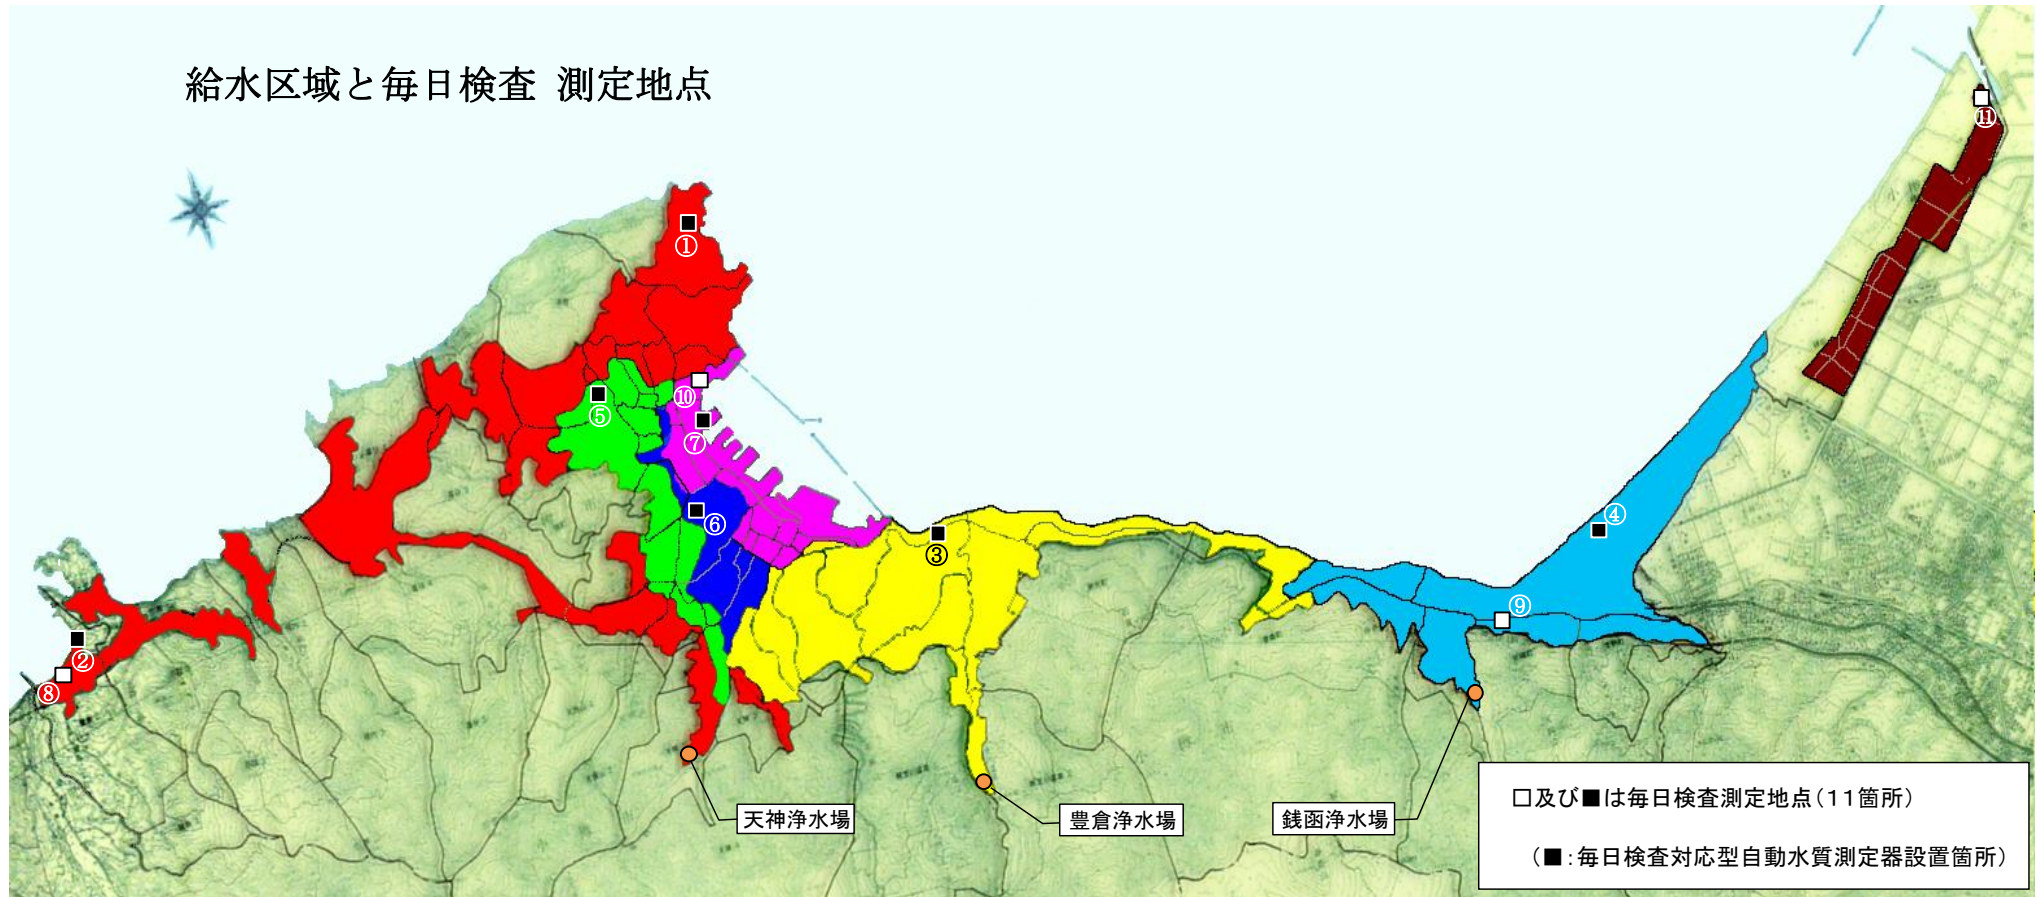 給水区域と毎日検査 測定地点
⑪
①
⑩
⑤
⑦
⑥
④
③
⑨
②
⑧
天神浄水場
豊倉浄水場
銭函浄水場
□及び■は毎日検査測定地点(11箇所)
(■:毎日検査対応型自動水質測定器設置箇所)